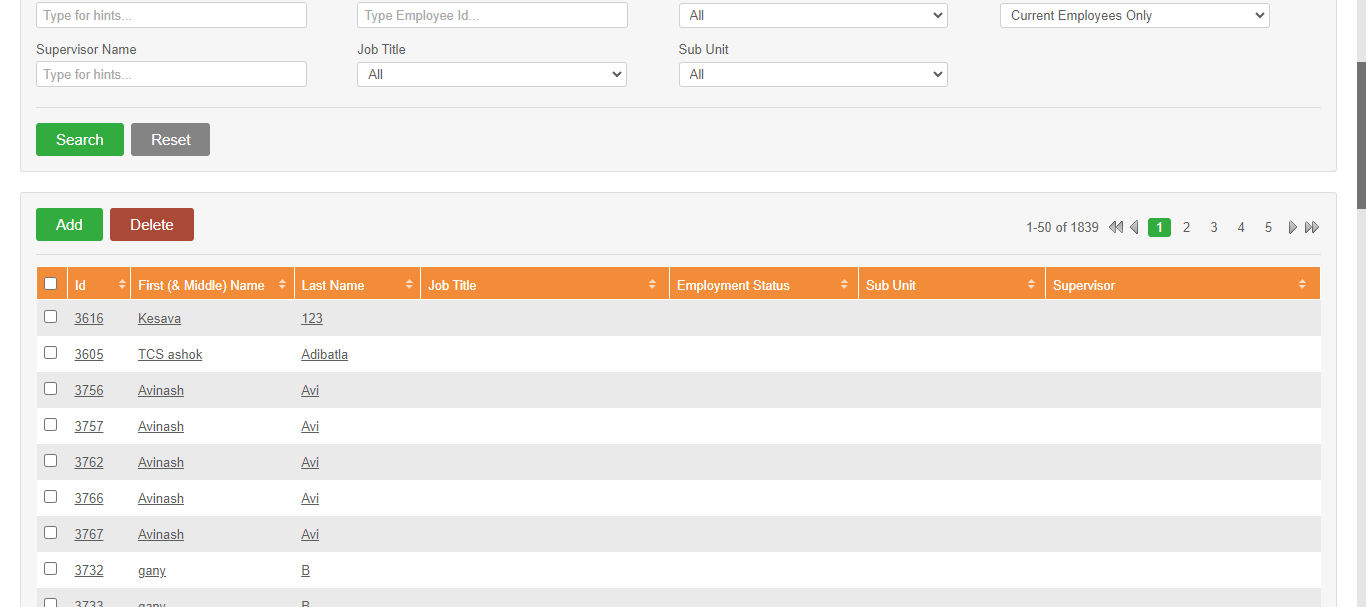 Type for hints... Type Employee Id... All Current Employees Only
Supervisor Name Job Title Sub Unit
Type for hints... All All
Search Reset
Add Delete 1-50 of 1839 1 2 3 4 5
Id First (& Middle) Name Last Name Job Title Employment Status Sub Unit Supervisor
3616 Kesava 123
3605 TCS ashok Adibatla
3756 Avinash Avi
3757 Avinash Avi
3762 Avinash Avi
3766 Avinash Avi
3767 Avinash Avi
3732 gany B
3733 gany B